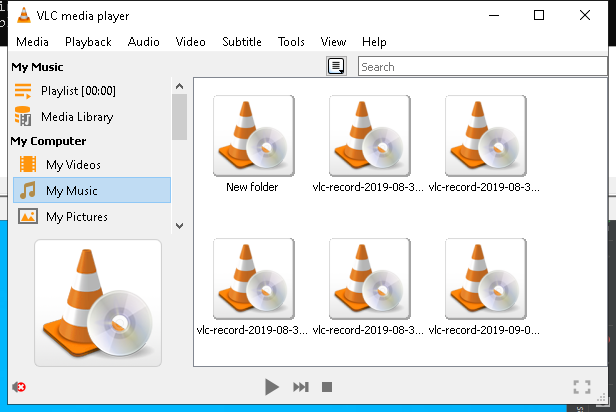 VLC media player
Media Playback Audio Video Subtitle Tools View Help
My Music
Search
Playlist [00:00]
Media Library
My Computer
My Videos
My Music
My Pictures
New folder
vlc-record-2019-08-3...
vlc-record-2019-08-3...
vlc-record-2019-08-3...
vlc-record-2019-08-3...
vlc-record-2019-09-0...